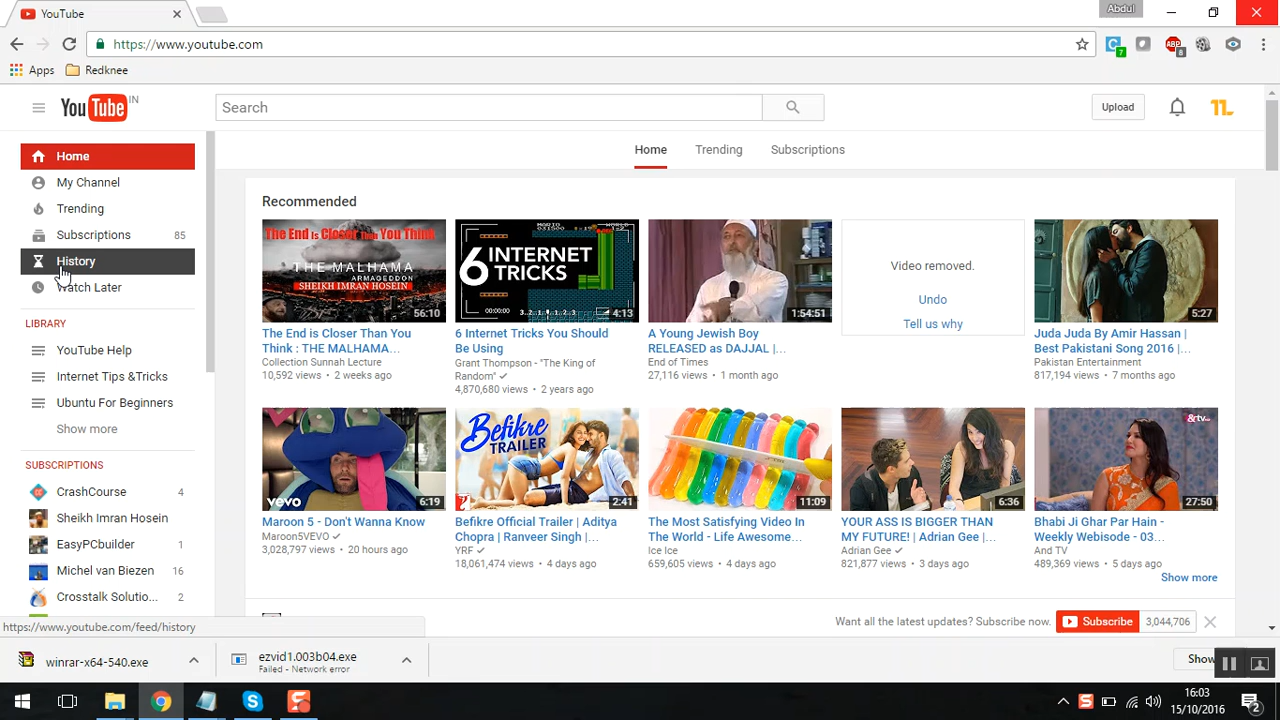 YouTube
Abdul
https://www.youtube.com
7
ABP
8
Apps
Redknee
YouTube IN
Search
Upload
Home
My Channel
Trending
Subscriptions 85
History
Watch Later
LIBRARY
YouTube Help
Internet Tips &Tricks
Ubuntu For Beginners
Show more
SUBSCRIPTIONS
CrashCourse 4
Sheikh Imran Hosein
EasyPCbuilder 1
Michel van Biezen 16
Crosstalk Solutio... 2
Home Trending Subscriptions
Recommended
The End Is Closer Than You Think
THE MALHAMA
ARMAGEDDON
SHEIKH IMRAN HOSEIN
56:10
The End is Closer Than You
Think : THE MALHAMA...
Collection Sunnah Lecture
10,592 views • 2 weeks ago
6 INTERNET
TRICKS
4:13
6 Internet Tricks You Should
Be Using
Grant Thompson - "The King of
Random"
4,870,680 views • 2 years ago
1:54:51
A Young Jewish Boy
RELEASED as DAJJAL |...
End of Times
27,116 views • 1 month ago
Video removed.
Undo
Tell us why
5:27
Juda Juda By Amir Hassan |
Best Pakistani Song 2016 |...
Pakistan Entertainment
817,194 views • 7 months ago
vevo
6:19
Maroon 5 - Don't Wanna Know
Maroon5VEVO
3,028,797 views • 20 hours ago
Befikre
TRAILER
2:41
Befikre Official Trailer | Aditya
Chopra | Ranveer Singh |...
YRF
18,061,474 views • 4 days ago
11:09
The Most Satisfying Video In
The World - Life Awesome...
Ice Ice
659,605 views • 4 days ago
6:36
YOUR ASS IS BIGGER THAN
MY FUTURE! | Adrian Gee |...
Adrian Gee
821,877 views • 3 days ago
&tv
27:50
Bhabi Ji Ghar Par Hain -
Weekly Webisode - 03...
And TV
489,369 views • 5 days ago
Show more
Want all the latest updates? Subscribe now. Subscribe 3,044,706
https://www.youtube.com/feed/history
winrar-x64-540.exe
ezvid1.003b04.exe
Failed - Network error
Show
16:03
15/10/2016
2